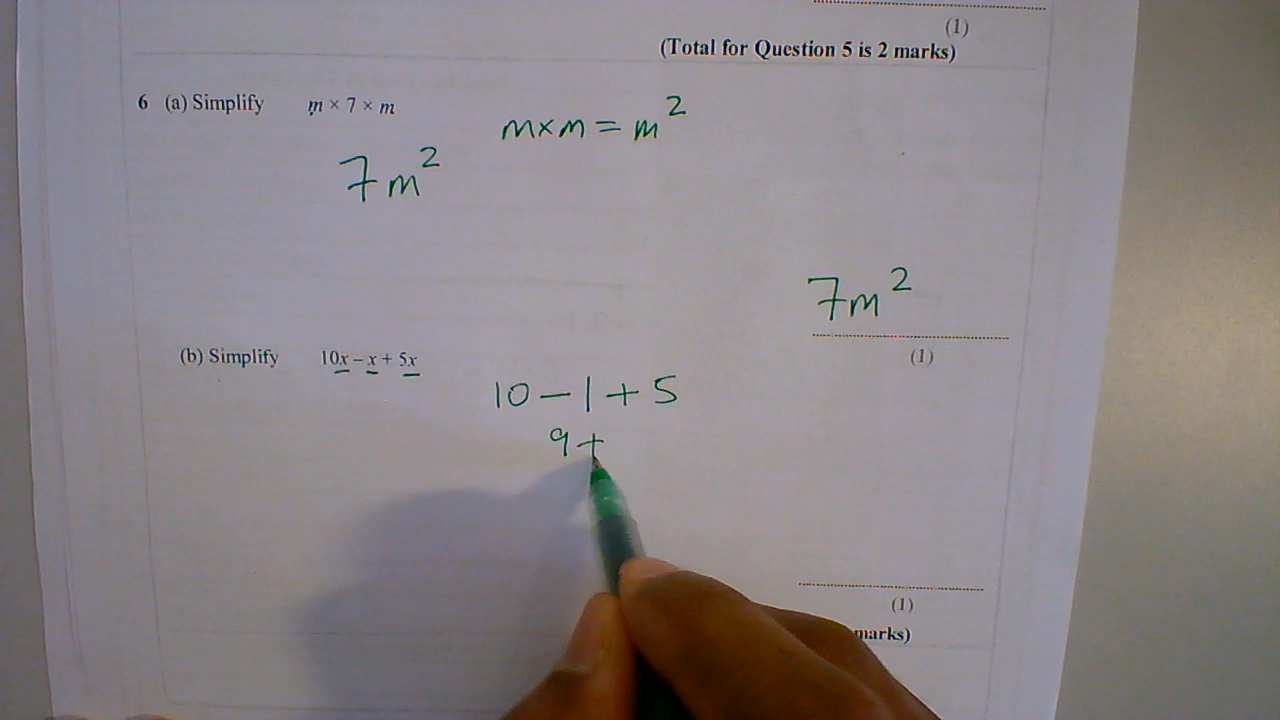 (1)
(Total for Question 5 is 2 marks)
6 (a) Simplify m × 7 × m
m×m = m²
7m²
7m²
(1)
(b) Simplify 10x – x + 5x
10 – 1 + 5
9 +
(1)
marks)